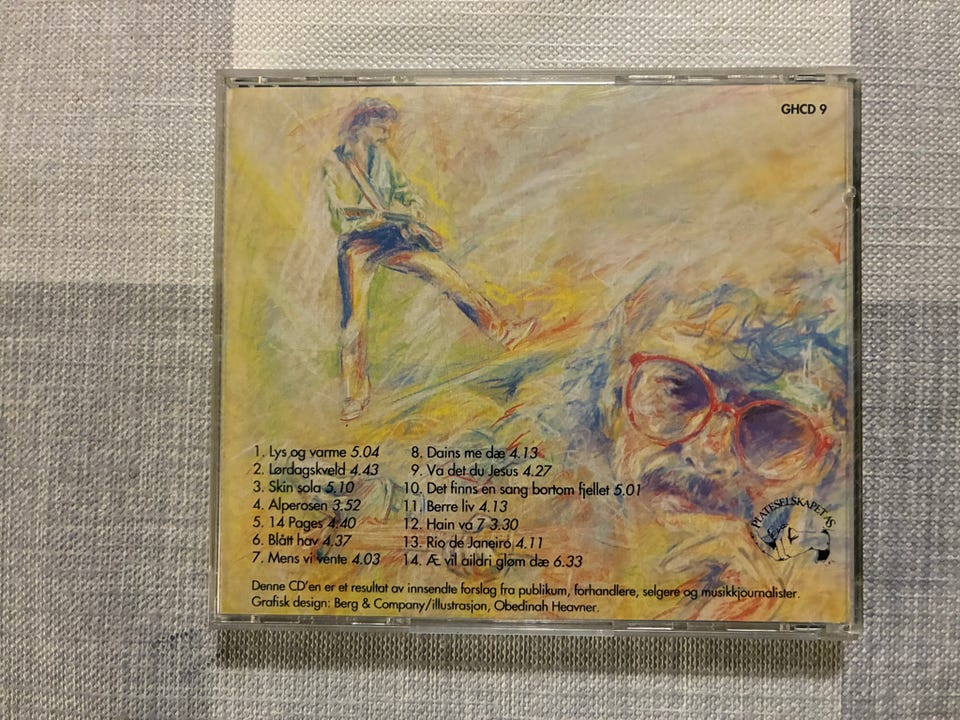 GHCD 9
1. Lys og varme 5.04
2. Lørdagskveld 4.43
3. Skin sola 5.10
4. Alperosen 3.52
5. 14 Pages 4.40
6. Blått hav 4.37
7. Mens vi vente 4.03
8. Dains me dæ 4.13
9. Va det du Jesus 4.27
10. Det finns en sang bortom fjellet 5.01
11. Berre liv 4.13
12. Hain va 7 3.30
13. Rio de Janeiro 4.11
14. Æ vil aildri gløm dæ 6.33
PLATESELSKAPET AS
Denne CD'en er et resultat av innsendte forslag fra publikum, forhandlere, selgere og musikkjournalister.
Grafisk design: Berg & Company/illustrasjon, Obedinah Heavner.